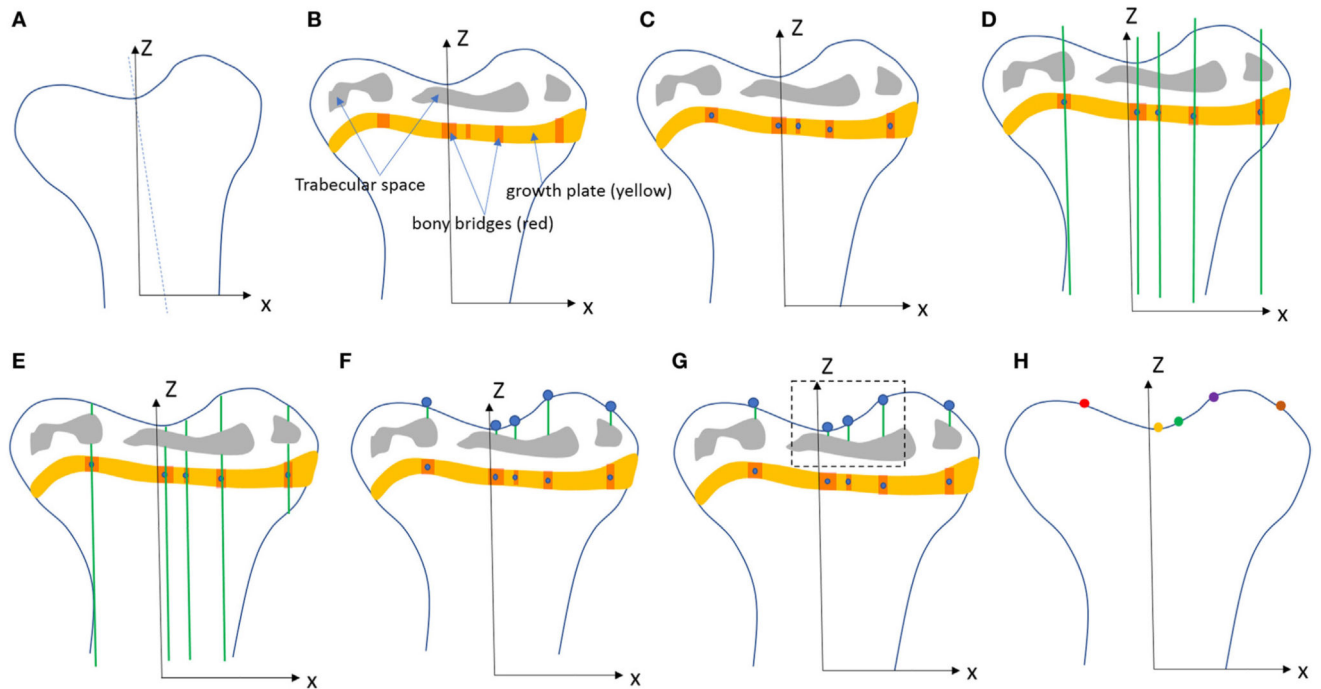 A
Z
X
B
Z
Trabecular space
growth plate (yellow)
bony bridges (red)
X
C
Z
X
D
Z
X
E
Z
X
F
Z
X
G
Z
X
H
Z
X